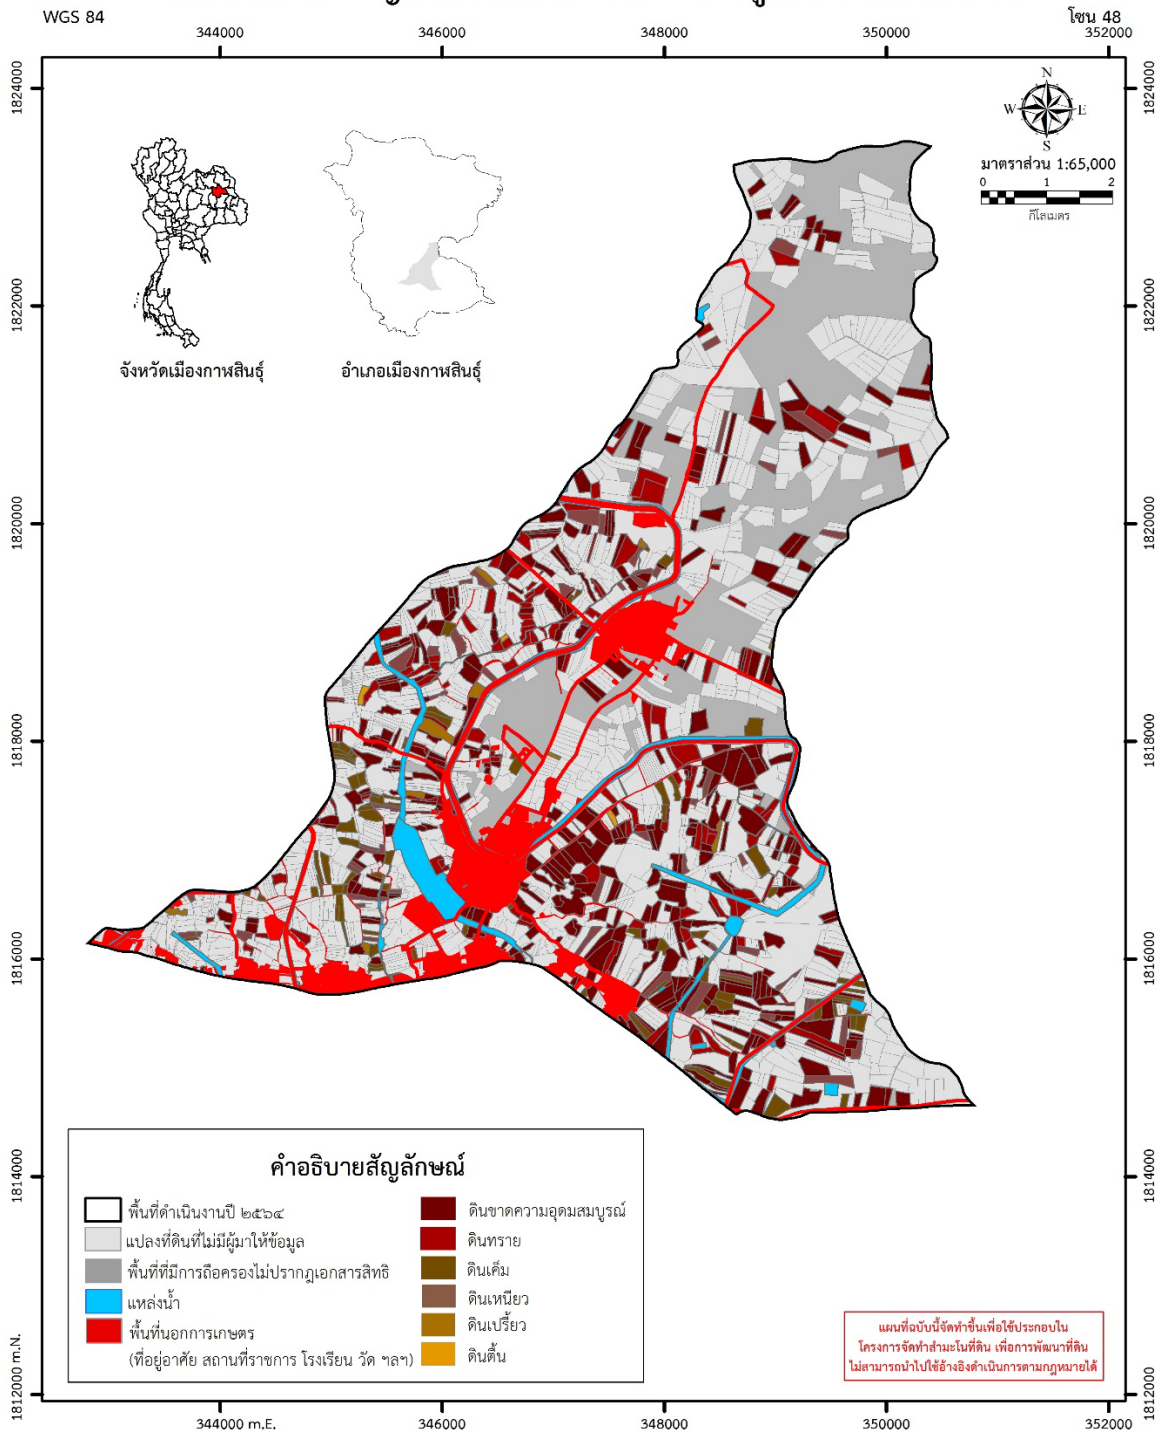 WGS 84
โซน 48
344000 346000 348000 350000 352000
1824000 1824000
N
W E
S
มาตราส่วน 1:65,000
0 1 2
กิโลเมตร
1822000 1822000
จังหวัดเมืองกาฬสินธุ์
อำเภอเมืองกาฬสินธุ์
1820000 1820000
1818000 1818000
1816000 1816000
1814000 1814000
คำอธิบายสัญลักษณ์
พื้นที่ดำเนินงานปี ๒๕๖๔
แปลงที่ดินที่ไม่มีผู้มาให้ข้อมูล
พื้นที่ที่มีการถือครองไม่ปรากฏเอกสารสิทธิ
แหล่งน้ำ
พื้นที่นอกการเกษตร
(ที่อยู่อาศัย สถานที่ราชการ โรงเรียน วัด ฯลฯ)
ดินขาดความอุดมสมบูรณ์
ดินทราย
ดินเค็ม
ดินเหนียว
ดินเปรี้ยว
ดินตื้น
แผนที่ฉบับนี้จัดทำขึ้นเพื่อใช้ประกอบใน
โครงการจัดทำสำมะโนที่ดิน เพื่อการพัฒนาที่ดิน
ไม่สามารถนำไปใช้อ้างอิงดำเนินการตามกฎหมายได้
1812000 m.N. 1812000
344000 m.E. 346000 348000 350000 352000